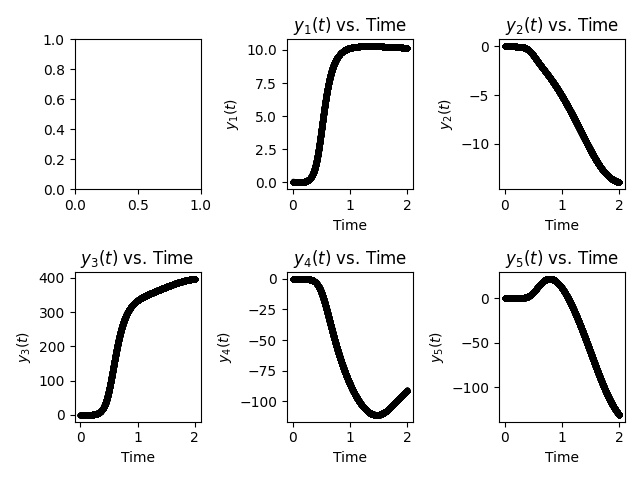 1.0
0.8
0.6
0.4
0.2
0.0
0.0 0.5 1.0
y₁(t) vs. Time
y₁(t)
10.0
7.5
5.0
2.5
0.0
0 1 2
Time
y₂(t) vs. Time
y₂(t)
0
−5
−10
0 1 2
Time
y₃(t) vs. Time
y₃(t)
400
300
200
100
0
0 1 2
Time
y₄(t) vs. Time
y₄(t)
0
−25
−50
−75
−100
0 1 2
Time
y₅(t) vs. Time
y₅(t)
0
−50
−100
0 1 2
Time